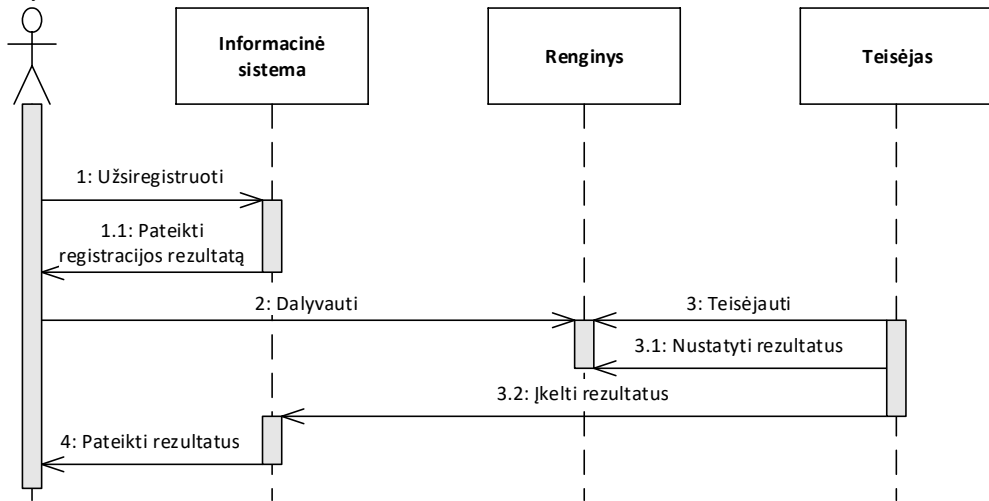 Informacinė
sistema
Renginys
Teisėjas
1: Užsiregistruoti
1.1: Pateikti
registracijos rezultatą
2: Dalyvauti
3: Teisėjauti
3.1: Nustatyti rezultatus
3.2: Įkelti rezultatus
4: Pateikti rezultatus